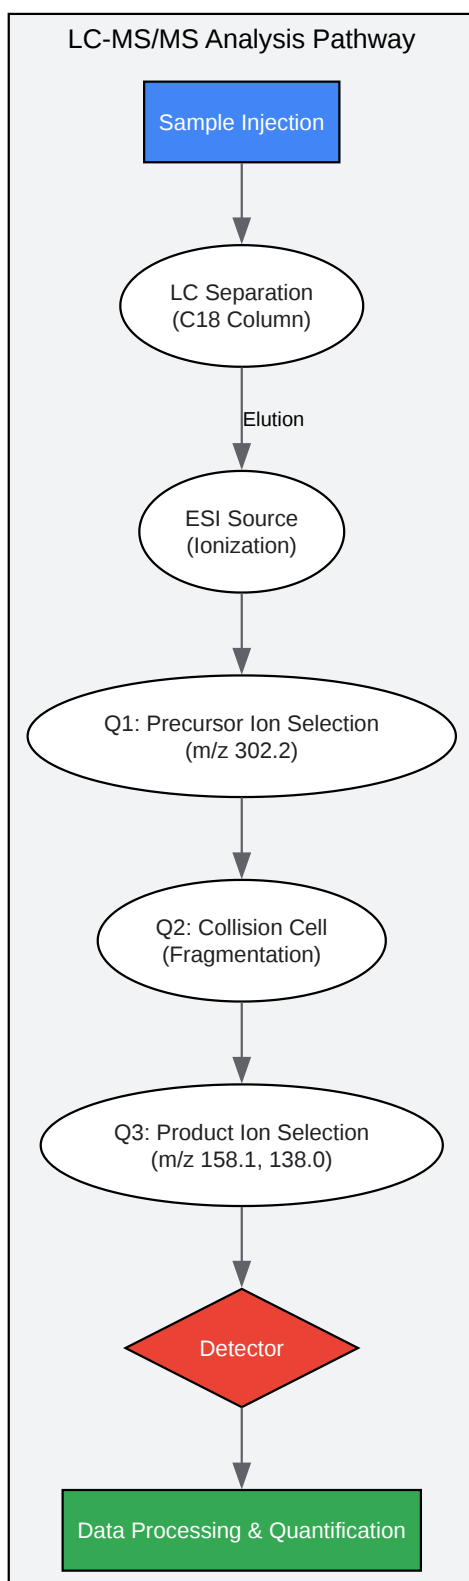 LC-MS/MS Analysis Pathway
Sample Injection
LC Separation
(C18 Column)
Elution
ESI Source
(Ionization)
Q1: Precursor Ion Selection
(m/z 302.2)
Q2: Collision Cell
(Fragmentation)
Q3: Product Ion Selection
(m/z 158.1, 138.0)
Detector
Data Processing & Quantification